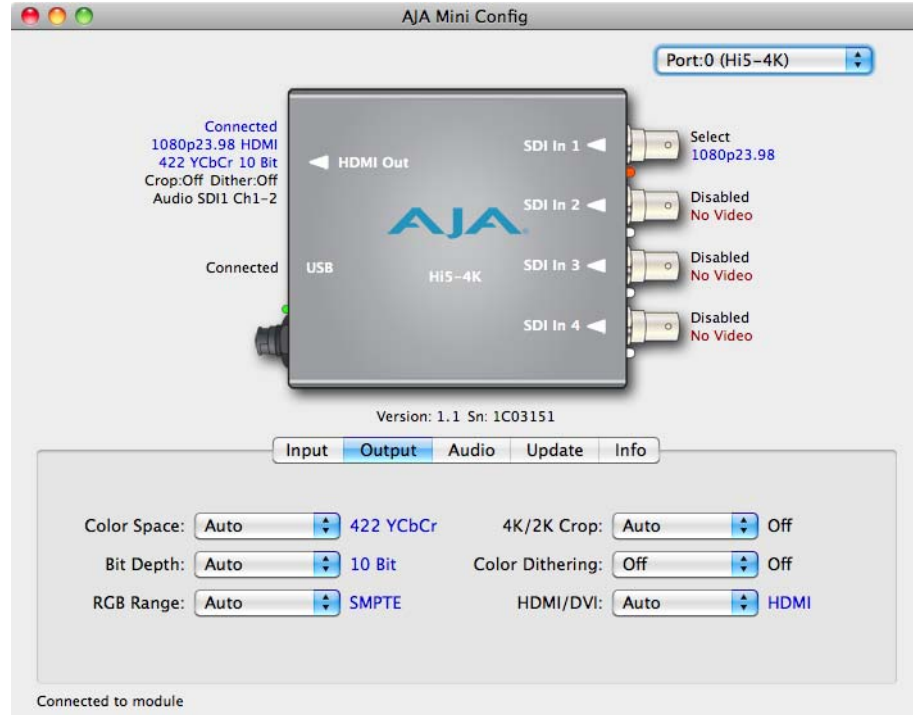 AJA Mini Config
Port:0 (Hi5-4K)
Connected
1080p23.98 HDMI
422 YCbCr 10 Bit
Crop:Off Dither:Off
Audio SDI1 Ch1-2
Connected
HDMI Out
USB
AJA
Hi5-4K
SDI In 1
SDI In 2
SDI In 3
SDI In 4
Select
1080p23.98
Disabled
No Video
Disabled
No Video
Disabled
No Video
Version: 1.1 Sn: 1C03151
Input Output Audio Update Info
Color Space: Auto 422 YCbCr 4K/2K Crop: Auto Off
Bit Depth: Auto 10 Bit Color Dithering: Off Off
RGB Range: Auto SMPTE HDMI/DVI: Auto HDMI
Connected to module